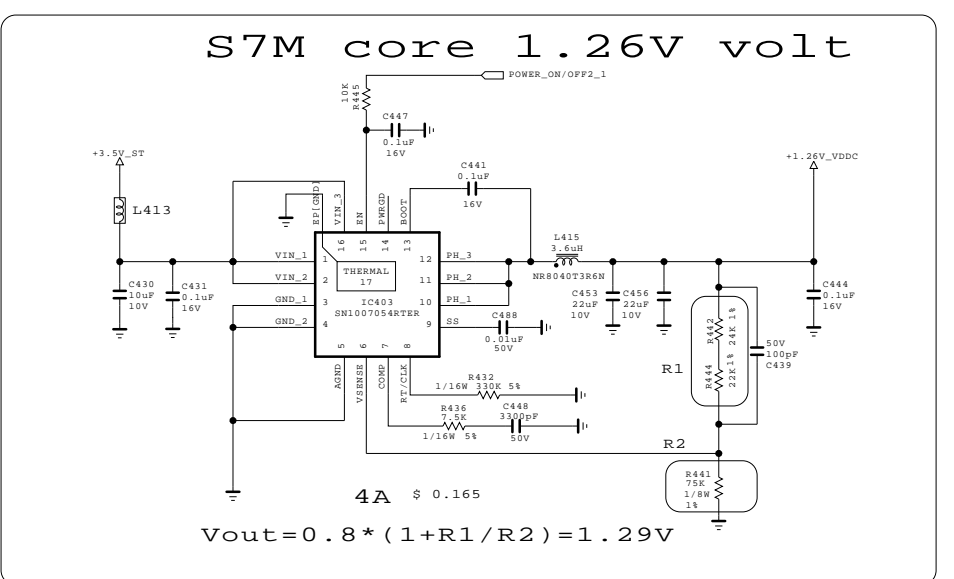 S7M core 1.26V volt
POWER_ON/OFF2_1
10K
R445
C447
0.1uF
16V
+3.5V_ST
L413
C441
0.1uF
16V
+1.26V_VDDC
EP[GND]
VIN_3
EN
PWRGD
BOOT
16
15
14
13
L415
3.6uH
NR8040T3R6N
VIN_1
1
VIN_2
2
GND_1
3
GND_2
4
THERMAL
17
IC403
SN1007054RTER
12
PH_3
11
PH_2
10
PH_1
9
SS
C430
10uF
10V
C431
0.1uF
16V
C488
0.01uF
50V
C453
22uF
10V
C456
22uF
10V
C444
0.1uF
16V
R1
R442
24K 1%
R444
22K 1%
50V
100pF
C439
5
6
7
8
AGND
VSENSE
COMP
RT/CLK
R432
1/16W 330K 5%
R436
7.5K
1/16W 5%
C448
3300pF
50V
R2
R441
75K
1/8W
1%
4A $ 0.165
Vout=0.8*(1+R1/R2)=1.29V